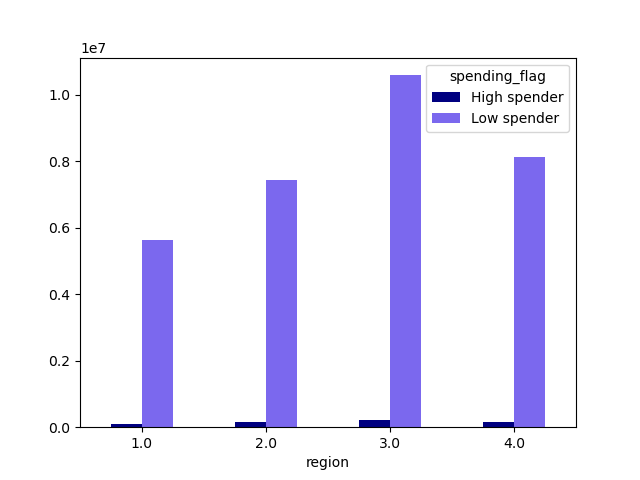 1e7
1.0
0.8
0.6
0.4
0.2
0.0
spending_flag
High spender
Low spender
1.0 2.0 3.0 4.0
region